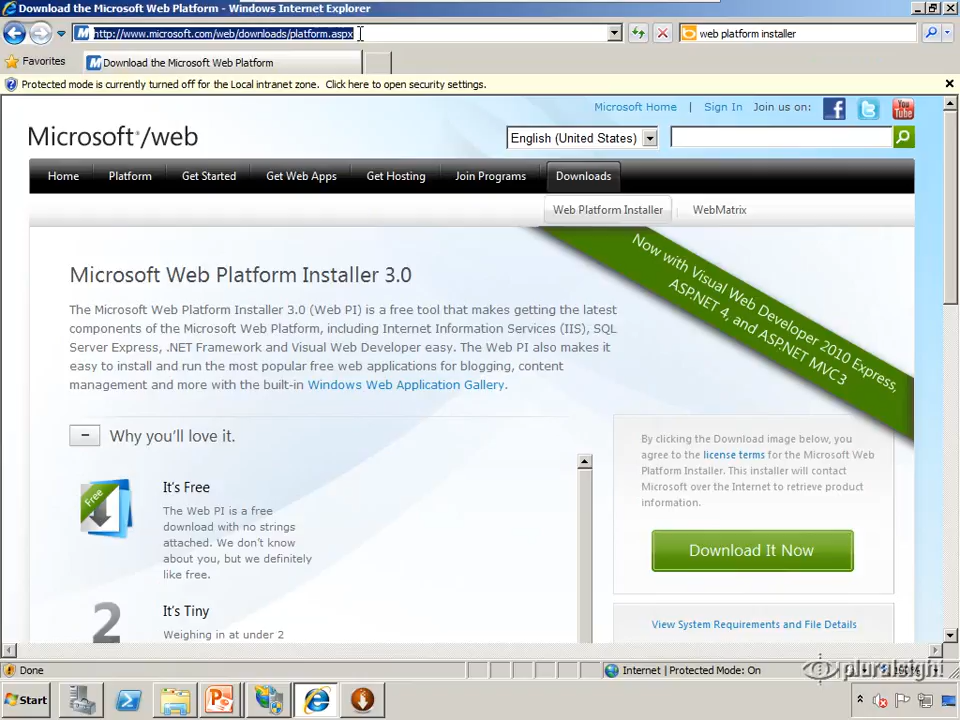 Download the Microsoft Web Platform - Windows Internet Explorer
http://www.microsoft.com/web/downloads/platform.aspx
web platform installer
Favorites
Download the Microsoft Web Platform
Protected mode is currently turned off for the Local intranet zone. Click here to open security settings.
Microsoft Home | Sign In Join us on:
You Tube
Microsoft /web
English (United States)
Home Platform Get Started Get Web Apps Get Hosting Join Programs Downloads
Web Platform Installer WebMatrix
Now with Visual Web Developer 2010 Express,
ASP.NET 4, and ASP.NET MVC3
Microsoft Web Platform Installer 3.0
The Microsoft Web Platform Installer 3.0 (Web PI) is a free tool that makes getting the latest
components of the Microsoft Web Platform, including Internet Information Services (IIS), SQL
Server Express, .NET Framework and Visual Web Developer easy. The Web PI also makes it
easy to install and run the most popular free web applications for blogging, content
management and more with the built-in Windows Web Application Gallery.
Why you'll love it.
Free
It's Free
The Web PI is a free
download with no strings
attached. We don't know
about you, but we definitely
like free.
2
It's Tiny
Weighing in at under 2
By clicking the Download image below, you
agree to the license terms for the Microsoft Web
Platform Installer. This installer will contact
Microsoft over the Internet to retrieve product
information.
Download It Now
View System Requirements and File Details
Done
Internet | Protected Mode: On
pluralsight
Start